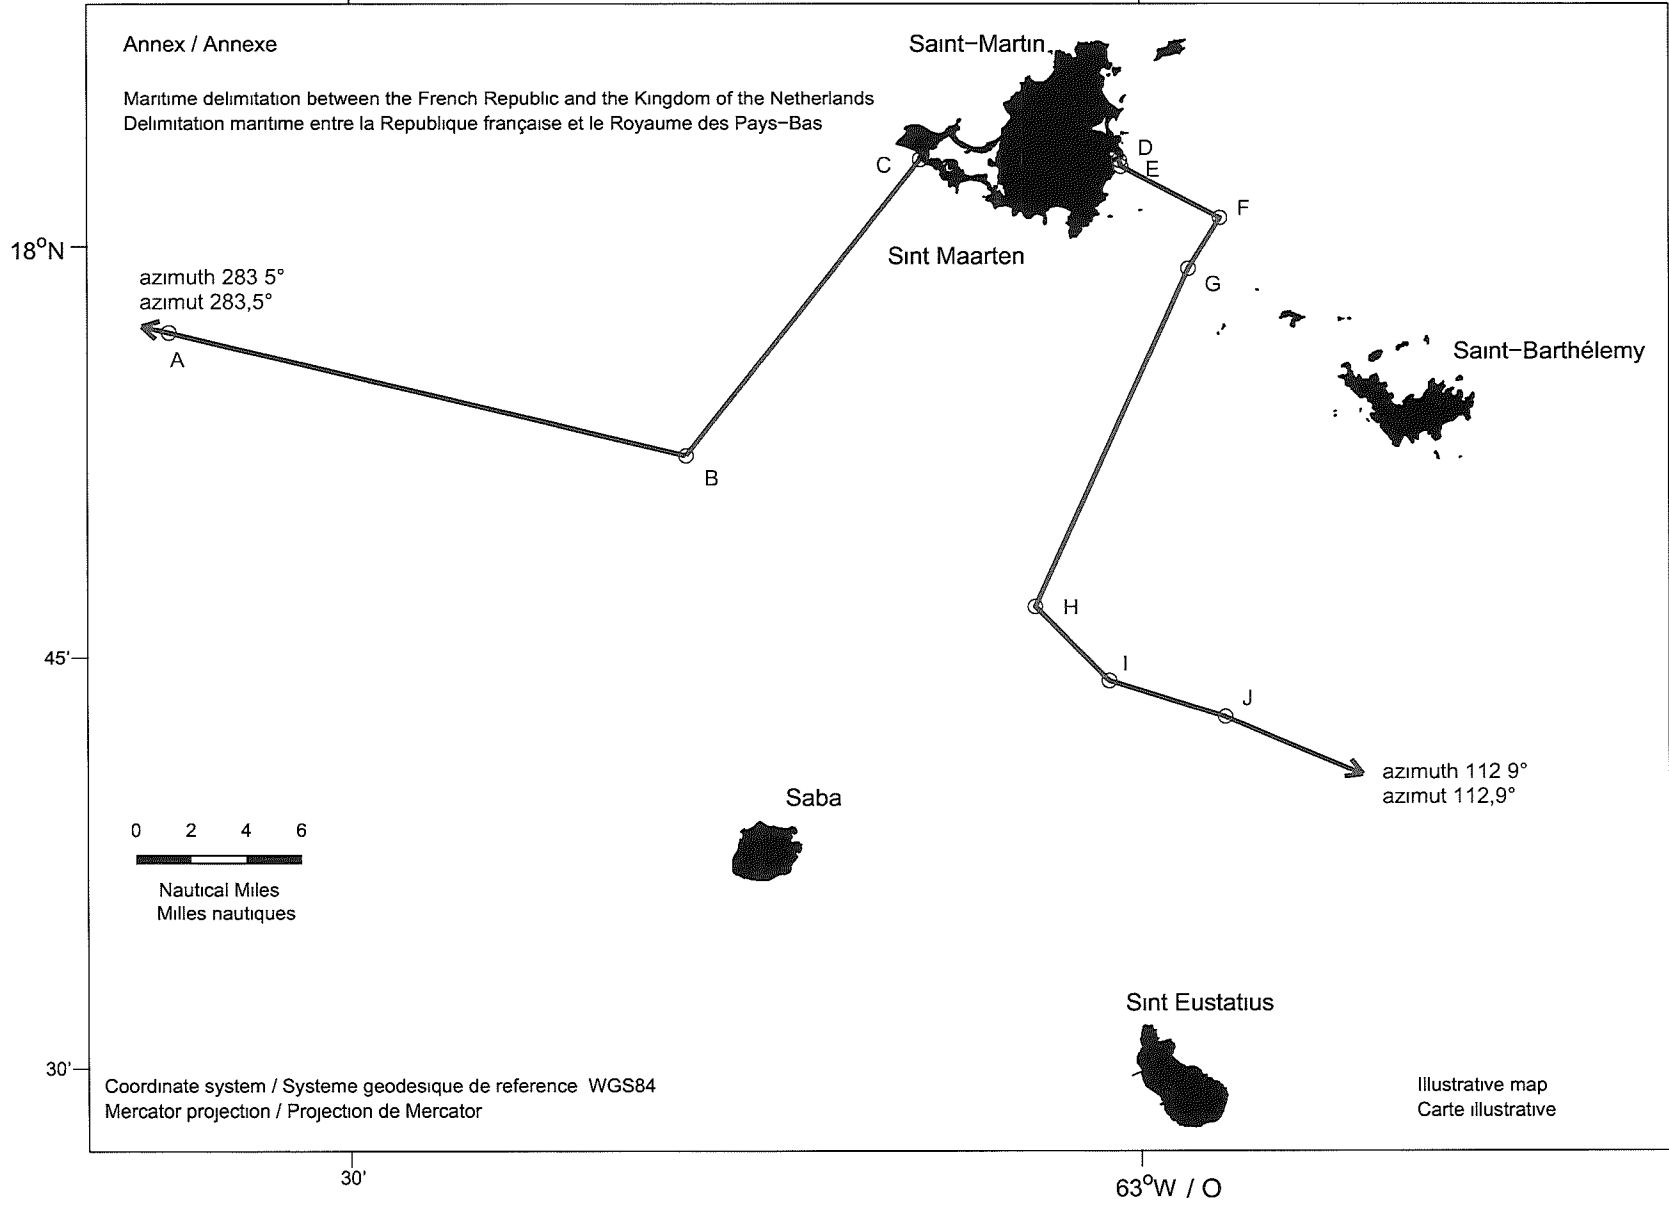 Annex / Annexe
Maritime delimitation between the French Republic and the Kingdom of the Netherlands
Delimitation maritime entre la Republique française et le Royaume des Pays-Bas
Saint-Martin
C
D
E
F
18°N
Sint Maarten
G
azimuth 283 5°
azimut 283,5°
A
Saint-Barthélemy
B
H
45'
I
J
azimuth 112 9°
azimut 112,9°
Saba
0 2 4 6
Nautical Miles
Milles nautiques
Sint Eustatius
30'
Coordinate system / Systeme geodesique de reference WGS84
Mercator projection / Projection de Mercator
Illustrative map
Carte illustrative
30'
63°W / O